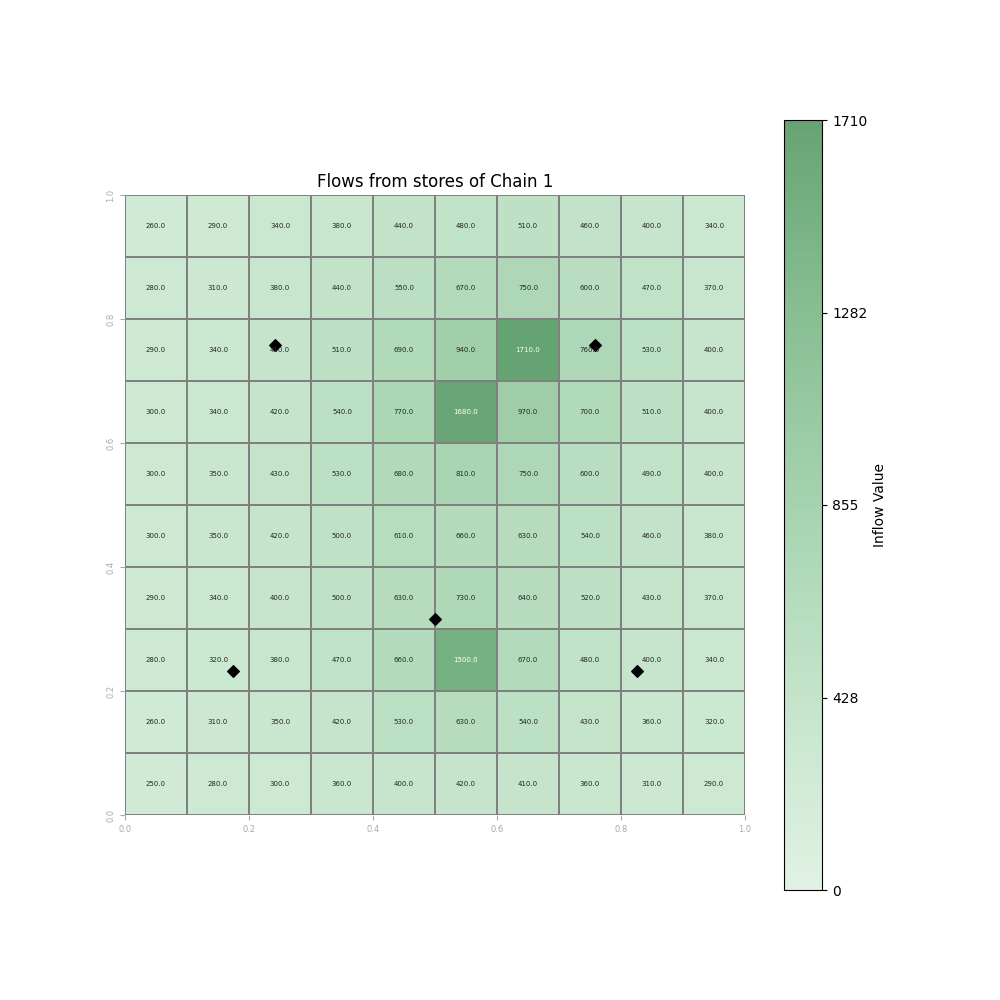 Flows from stores of Chain 1
1710
1.0
260.0 290.0 340.0 380.0 440.0 480.0 510.0 460.0 400.0 340.0
280.0 310.0 380.0 440.0 550.0 670.0 750.0 600.0 470.0 370.0
1282
0.8
290.0 340.0 510.0 690.0 940.0 1710.0 530.0 400.0
300.0 340.0 420.0 540.0 770.0 1680.0 970.0 700.0 510.0 400.0
0.6
300.0 350.0 430.0 530.0 680.0 810.0 750.0 600.0 490.0 400.0
855
Inflow Value
300.0 350.0 420.0 500.0 610.0 660.0 630.0 540.0 460.0 380.0
0.4
290.0 340.0 400.0 500.0 630.0 730.0 640.0 520.0 430.0 370.0
280.0 320.0 380.0 470.0 660.0 1500.0 670.0 480.0 400.0 340.0
0.2
428
260.0 310.0 350.0 420.0 530.0 630.0 540.0 430.0 360.0 320.0
250.0 280.0 300.0 360.0 400.0 420.0 410.0 360.0 310.0 290.0
0.0
0.0 0.2 0.4 0.6 0.8 1.0
0